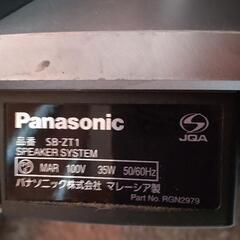 Panasonic
JQA
品番 SB-ZT1
SPEAKER SYSTEM
MAR 100V 35W 50/60Hz
パナソニック株式会社 マレーシア製
Part No. RGN2979